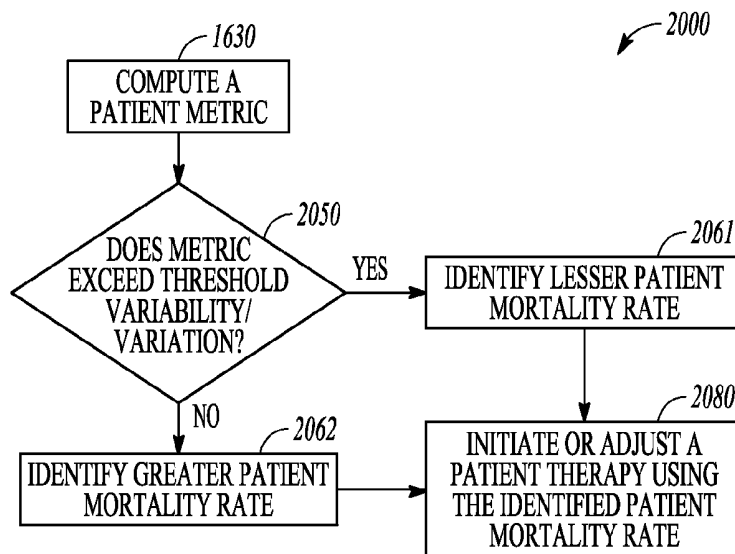 1630
2000
COMPUTE A
PATIENT METRIC
2050
DOES METRIC
EXCEED THRESHOLD
VARIABILITY/
VARIATION?
YES
2061
IDENTIFY LESSER PATIENT
MORTALITY RATE
NO
2062
IDENTIFY GREATER PATIENT
MORTALITY RATE
2080
INITIATE OR ADJUST A
PATIENT THERAPY USING
THE IDENTIFIED PATIENT
MORTALITY RATE